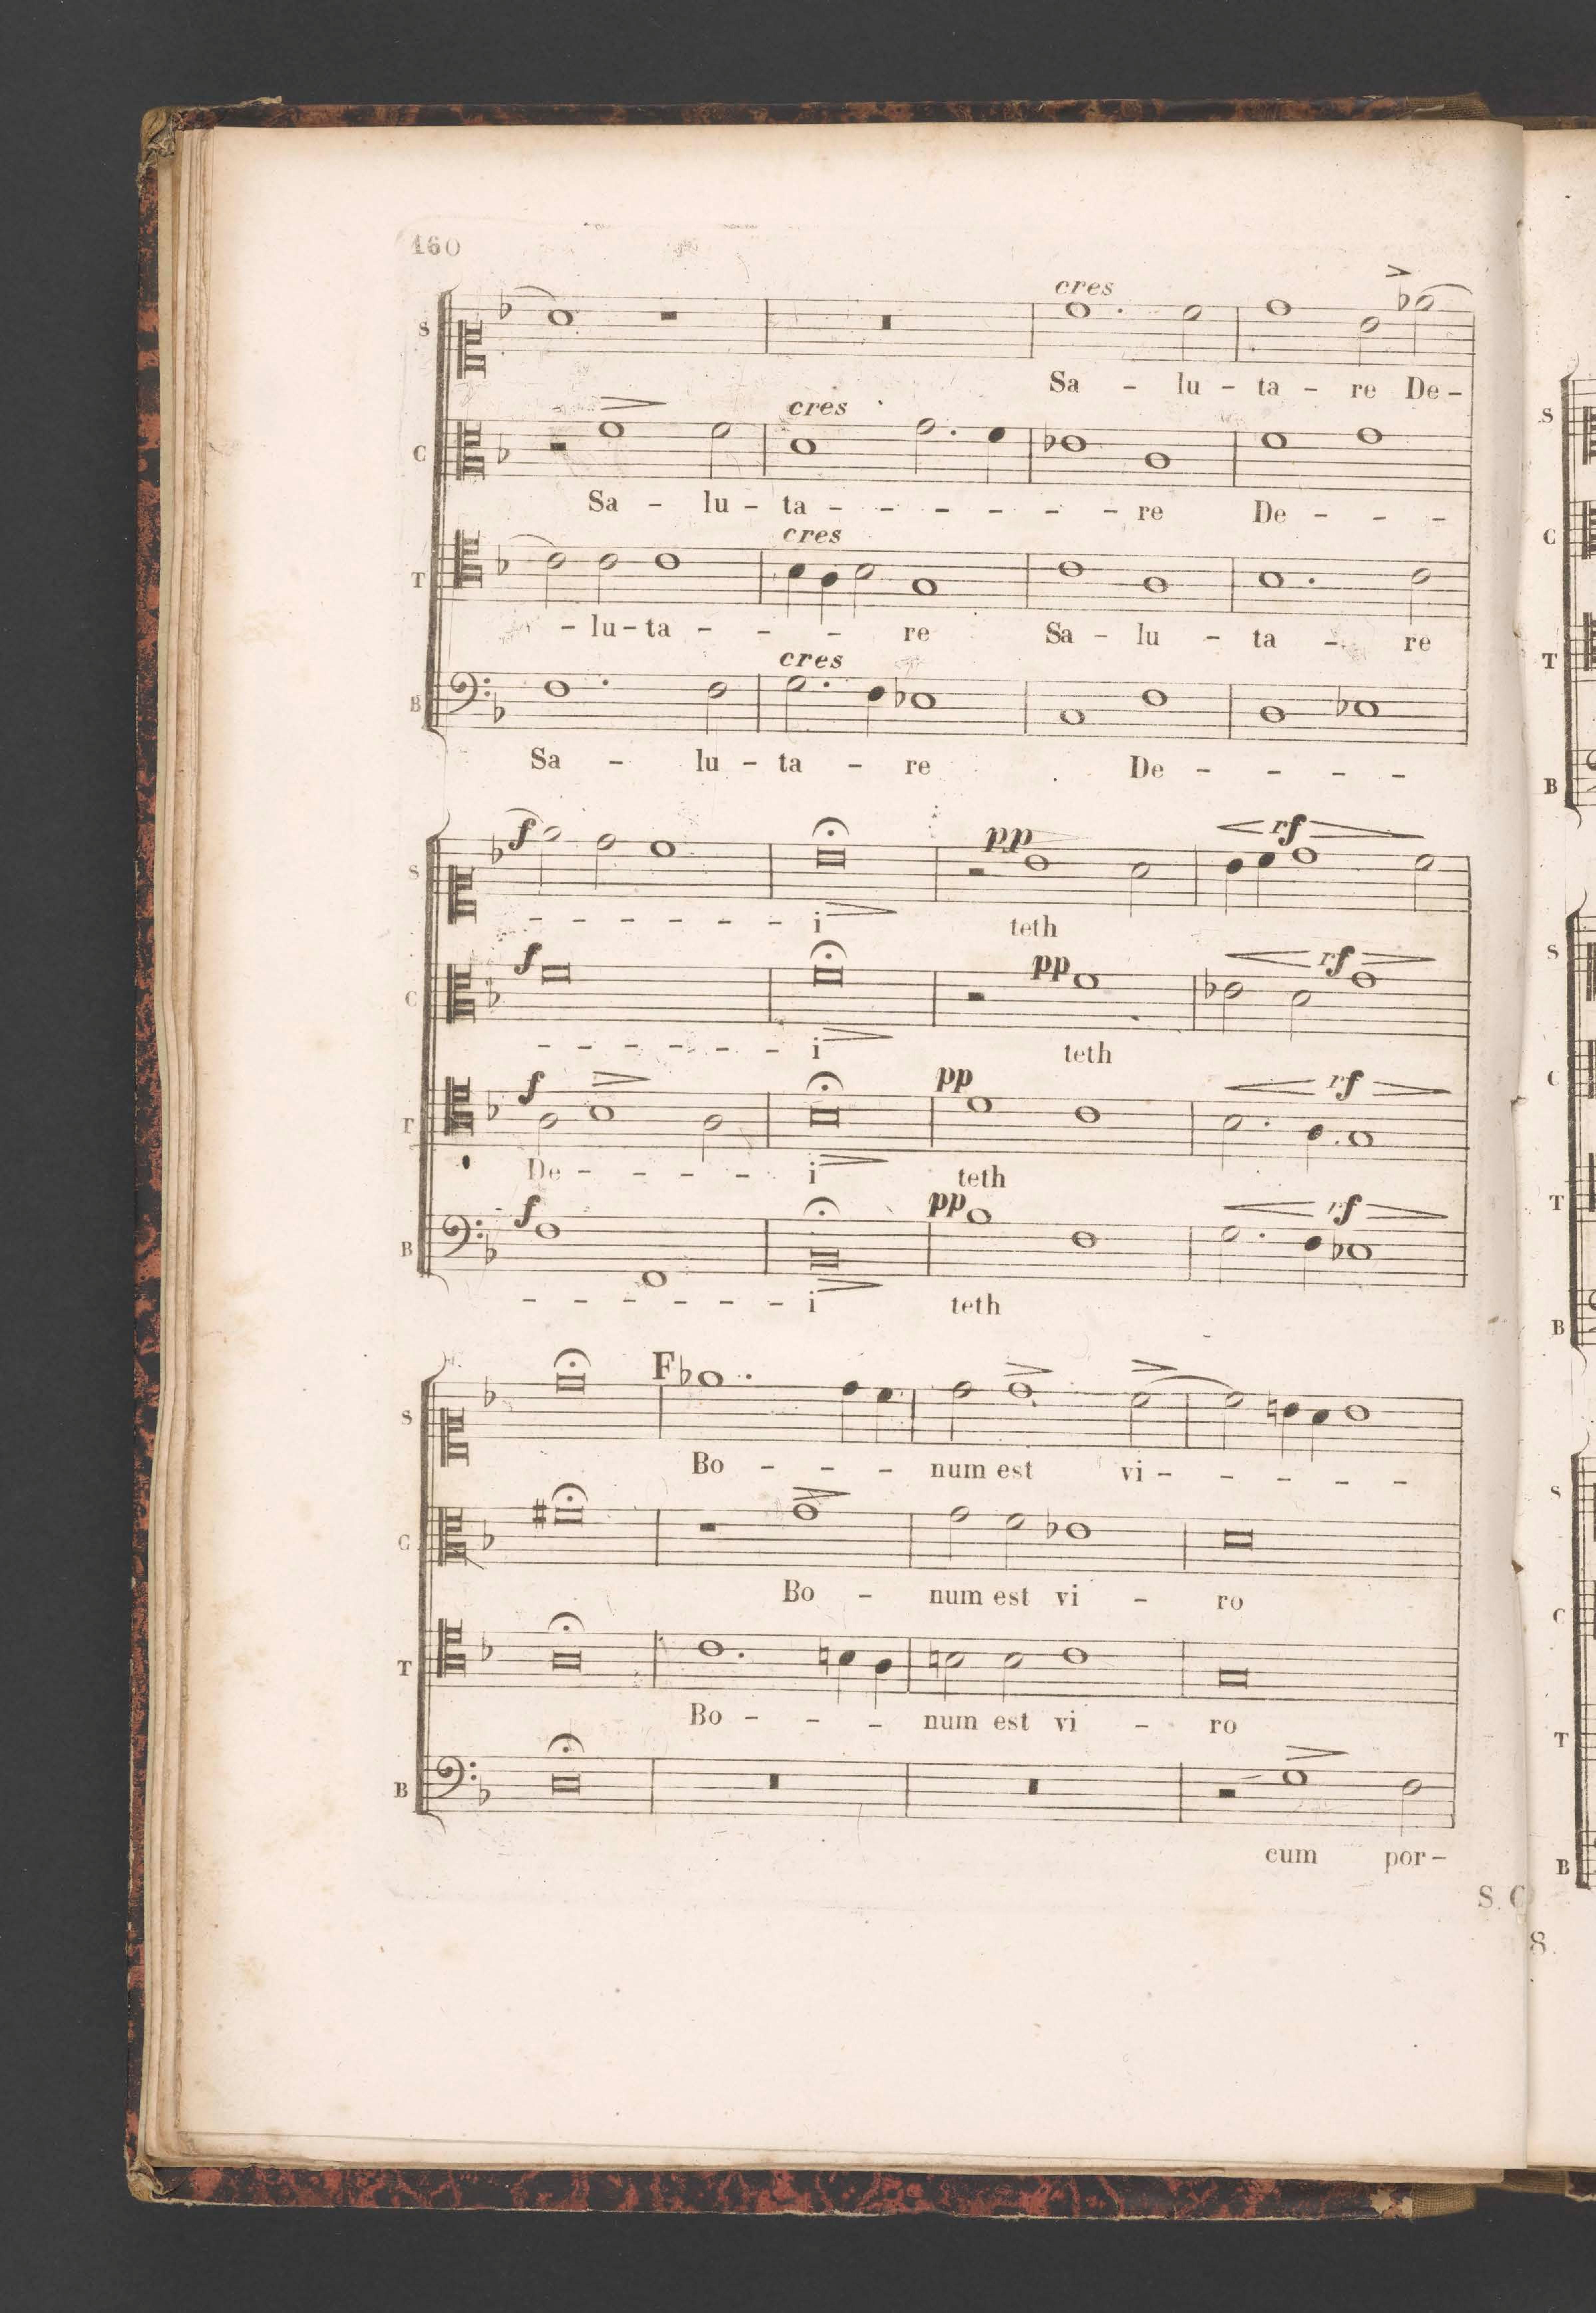 160
cres
S
Sa - lu - ta - re De -
cres
C
Sa - lu - ta - - - - - - re De - - -
cres
T
- lu - ta - - - re Sa - lu - ta - re
cres
B
Sa - lu - ta - re De - - - -
f pp rf
S
- - - - - - i teth
f pp rf
C
- - - - - - i teth
f pp rf
T
De - - - - i teth
f pp rf
B
- - - - - - i teth
F
S
Bo - - - num est vi - - - - -
C
Bo - num est vi - ro
T
Bo - - - num est vi - ro
B
cum por -
S. C
8
S
C
T
B
S
C
T
B
S
C
T
B